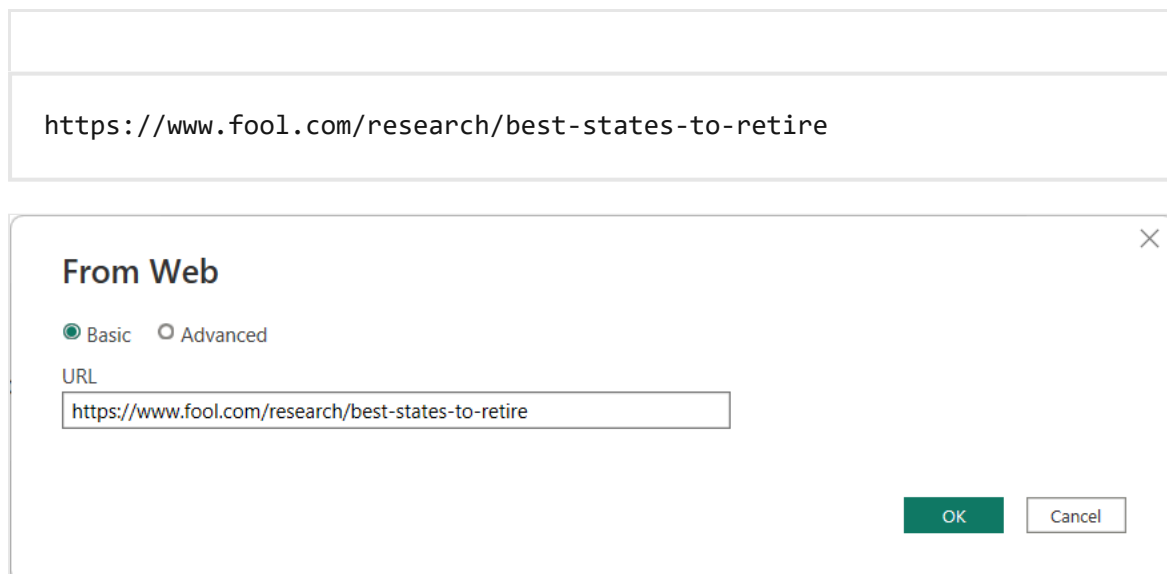 https://www.fool.com/research/best-states-to-retire
From Web
Basic Advanced
URL
https://www.fool.com/research/best-states-to-retire
OK Cancel